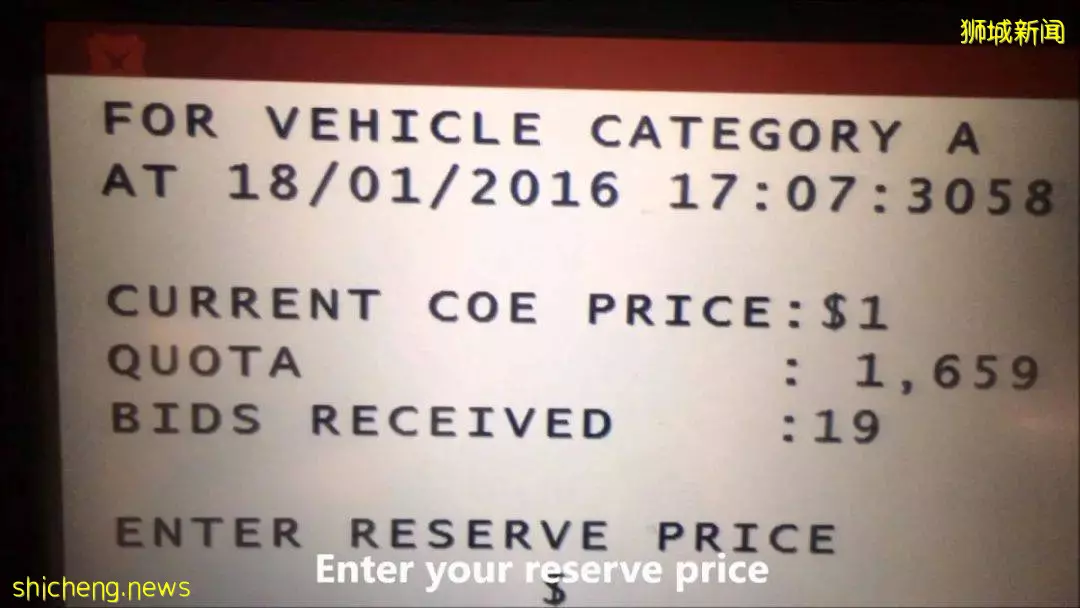 狮城新闻
FOR VEHICLE CATEGORY A
AT 18/01/2016 17:07:3058
CURRENT COE PRICE:$1
QUOTA : 1,659
BIDS RECEIVED :19
ENTER RESERVE PRICE
$
Enter your reserve price
shicheng.news